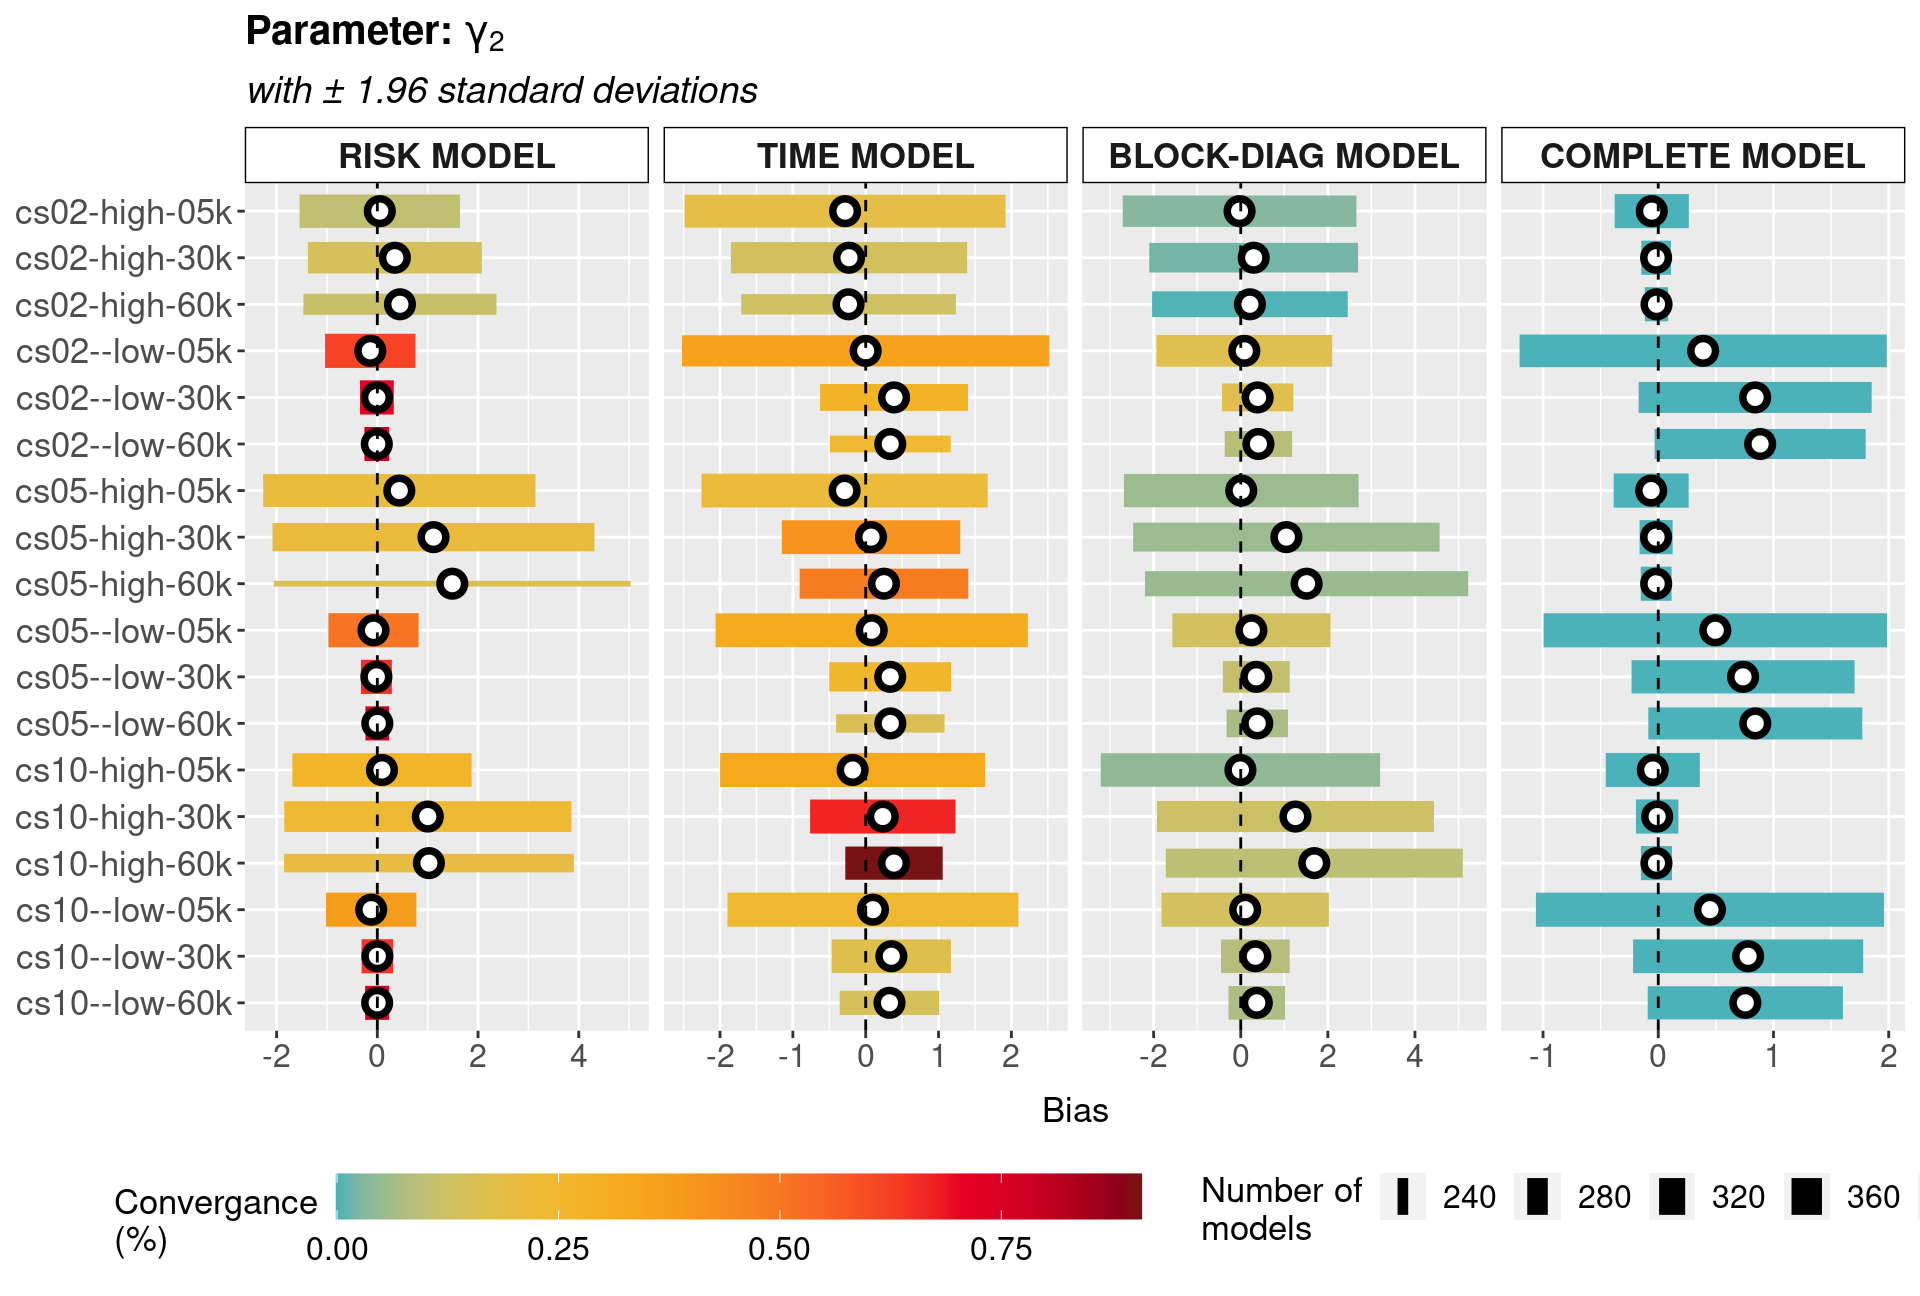 Parameter: γ₂
with ± 1.96 standard deviations
RISK MODEL TIME MODEL BLOCK-DIAG MODEL COMPLETE MODEL
cs02-high-05k
cs02-high-30k
cs02-high-60k
cs02--low-05k
cs02--low-30k
cs02--low-60k
cs05-high-05k
cs05-high-30k
cs05-high-60k
cs05--low-05k
cs05--low-30k
cs05--low-60k
cs10-high-05k
cs10-high-30k
cs10-high-60k
cs10--low-05k
cs10--low-30k
cs10--low-60k
-2 0 2 4 -2 -1 0 1 2 -2 0 2 4 -1 0 1 2
Bias
Convergance
(%)
0.00 0.25 0.50 0.75
Number of
models
240 280 320 360